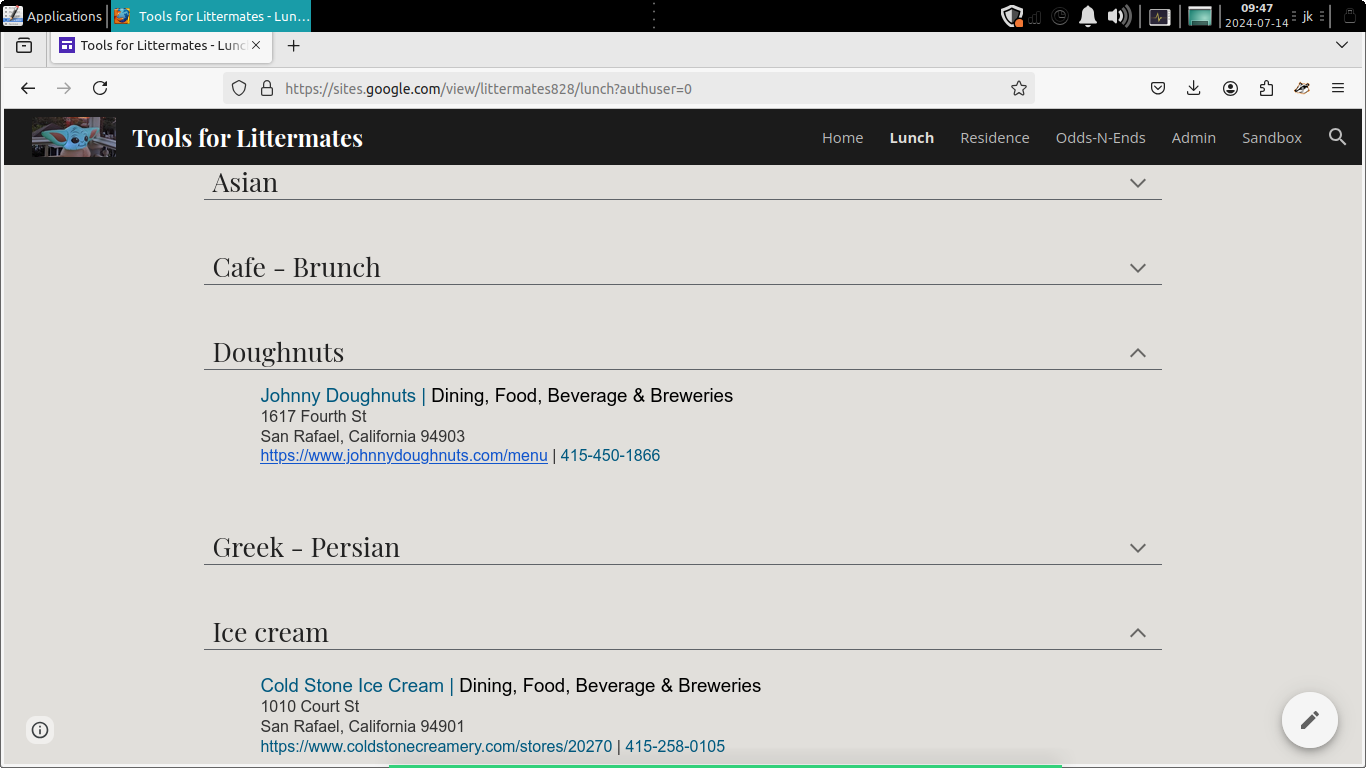 Applications
Tools for Littermates - Lun...
09:47
2024-07-14
jk
Tools for Littermates - Lunc
https://sites.google.com/view/littermates828/lunch?authuser=0
Tools for Littermates
Home Lunch Residence Odds-N-Ends Admin Sandbox
Asian
Cafe - Brunch
Doughnuts
Johnny Doughnuts | Dining, Food, Beverage & Breweries
1617 Fourth St
San Rafael, California 94903
https://www.johnnydoughnuts.com/menu | 415-450-1866
Greek - Persian
Ice cream
Cold Stone Ice Cream | Dining, Food, Beverage & Breweries
1010 Court St
San Rafael, California 94901
https://www.coldstonecreamery.com/stores/20270 | 415-258-0105